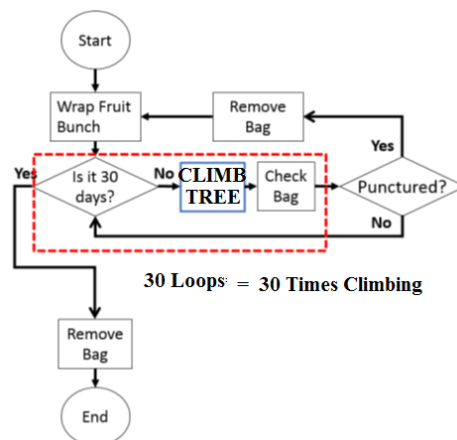 Start
Wrap Fruit
Bunch
Remove
Bag
Yes
Is it 30
days?
No
CLIMB
TREE
Check
Bag
Yes
Punctured?
No
30 Loops: = 30 Times Climbing
Remove
Bag
End